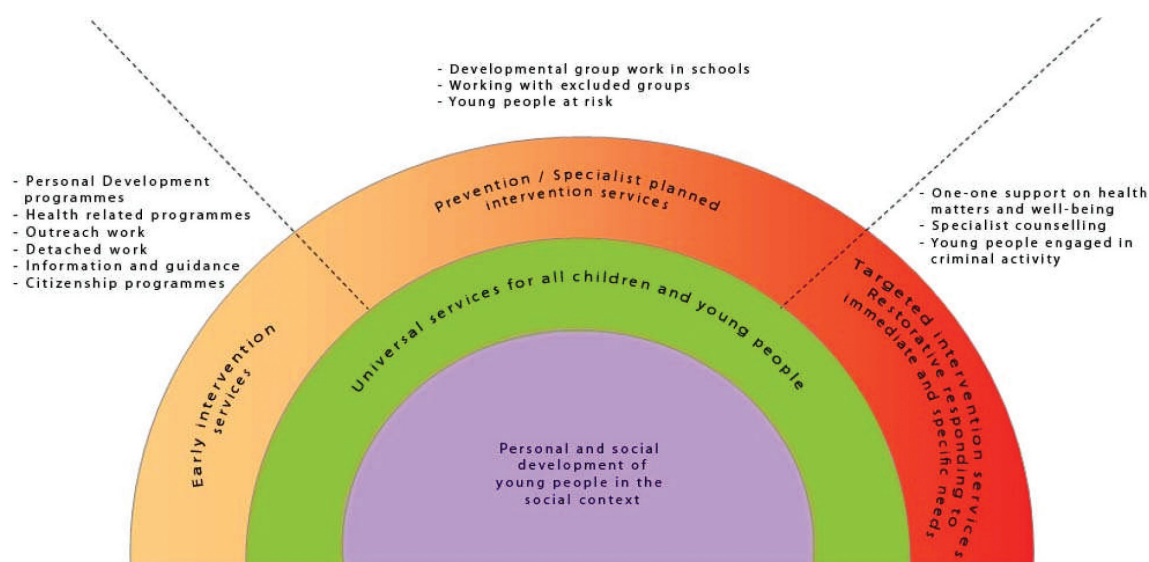 - Developmental group work in schools
- Working with excluded groups
- Young people at risk
- Personal Development
programmes
- Health related programmes
- Outreach work
- Detached work
- Information and guidance
- Citizenship programmes
- One-one support on health
matters and well-being
- Specialist counselling
- Young people engaged in
criminal activity
Prevention / Specialist planned
intervention services
Early intervention
services
Universal services for all children and young people
Targeted intervention services
Restorative responding to
immediate and specific needs
Personal and social
development of
young people in the
social context